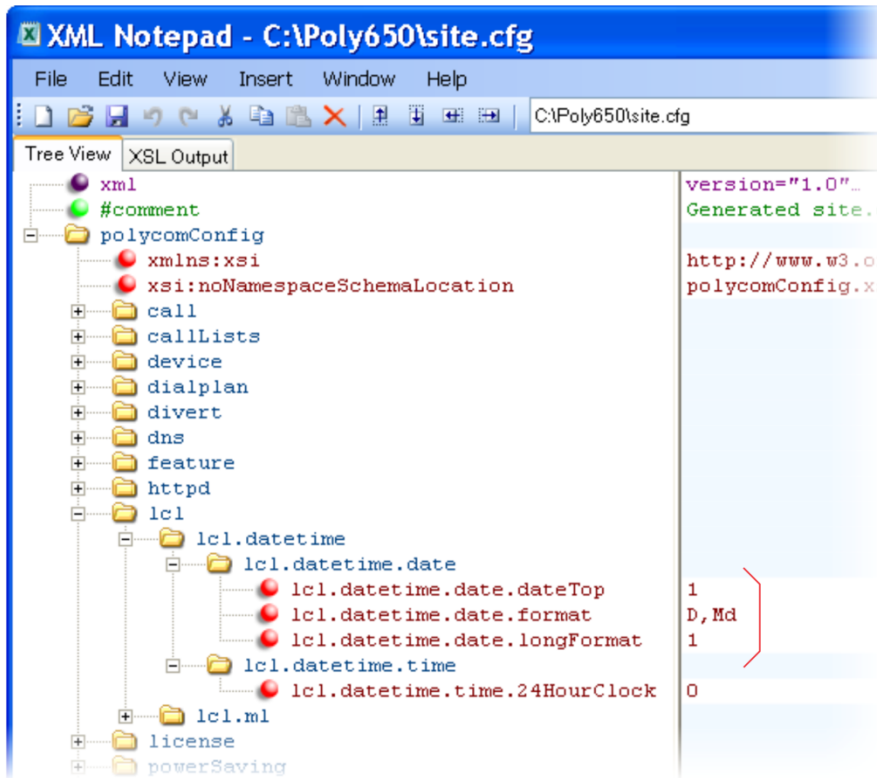 XML Notepad - C:\Poly650\site.cfg
File Edit View Insert Window Help
C:\Poly650\site.cfg
Tree View XSL Output
xml version="1.0"…
#comment Generated site.
polycomConfig
xmlns:xsi http://www.w3.o
xsi:noNamespaceSchemaLocation polycomConfig.x
call
callLists
device
dialplan
divert
dns
feature
httpd
lcl
lcl.datetime
lcl.datetime.date
lcl.datetime.date.dateTop 1
lcl.datetime.date.format D,Md
lcl.datetime.date.longFormat 1
lcl.datetime.time
lcl.datetime.time.24HourClock 0
lcl.ml
license
powerSaving